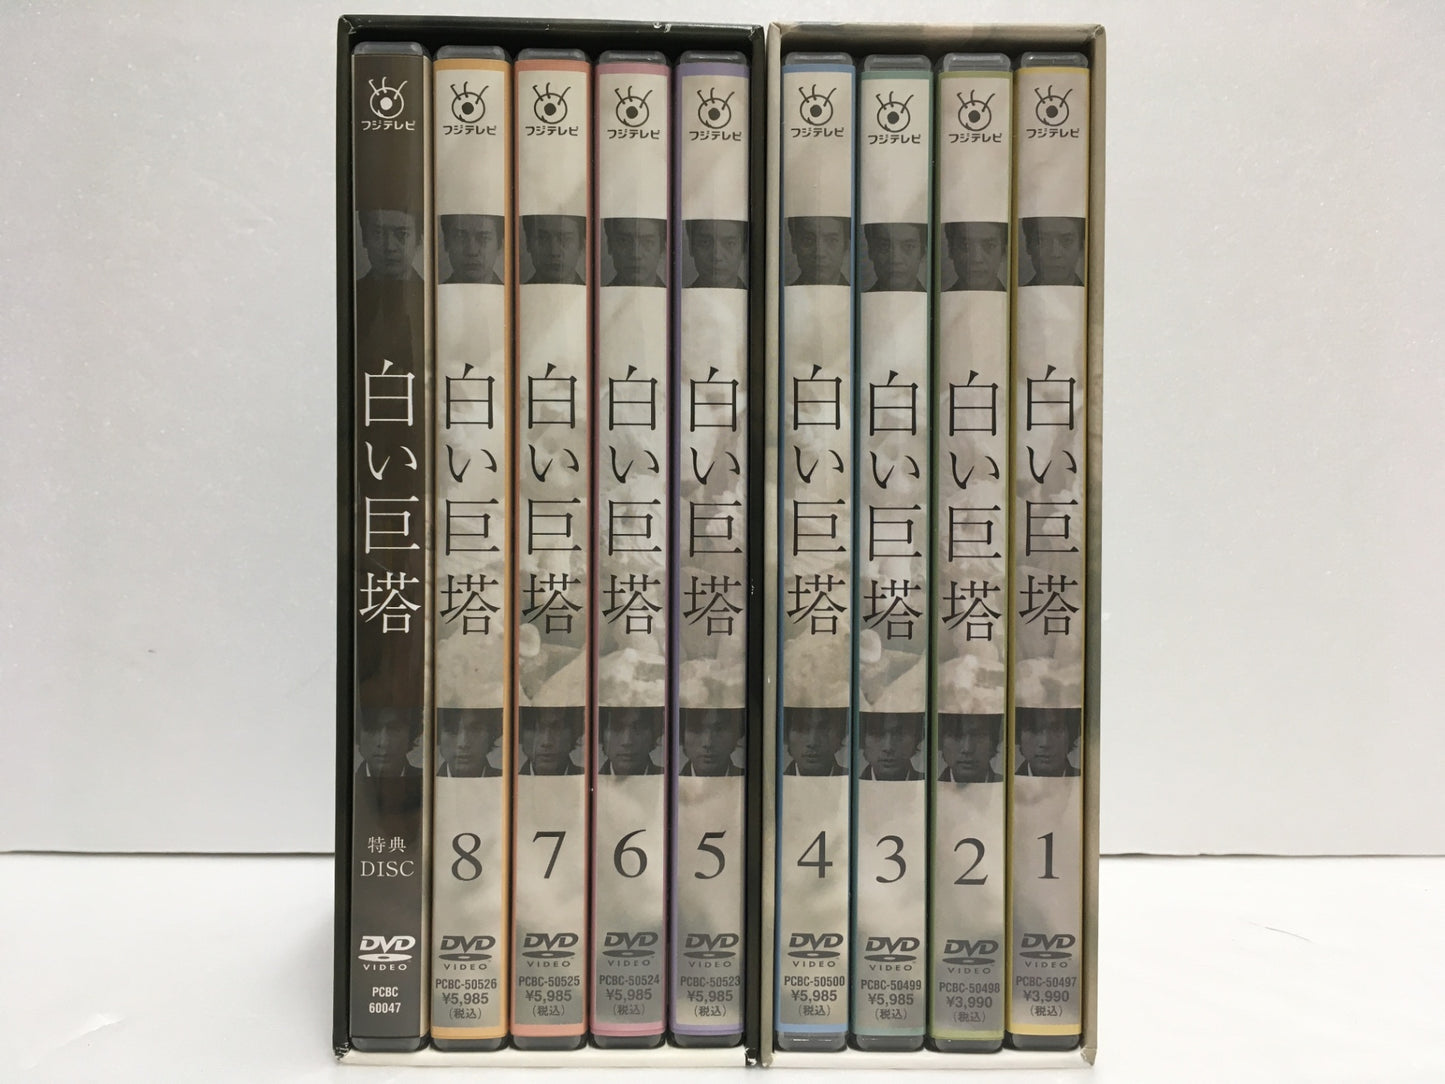 フジテレビ
白い巨塔
特典
DISC
DVD
VIDEO
PCBC
60047
フジテレビ
白い巨塔
8
DVD
VIDEO
PCBC-50526
¥5,985
(税込)
フジテレビ
白い巨塔
7
DVD
VIDEO
PCBC-50525
¥5,985
(税込)
フジテレビ
白い巨塔
6
DVD
VIDEO
PCBC-50524
¥5,985
(税込)
フジテレビ
白い巨塔
5
DVD
VIDEO
PCBC-50523
¥5,985
(税込)
フジテレビ
白い巨塔
4
DVD
VIDEO
PCBC-50500
¥5,985
(税込)
フジテレビ
白い巨塔
3
DVD
VIDEO
PCBC-50499
¥5,985
(税込)
フジテレビ
白い巨塔
2
DVD
VIDEO
PCBC-50498
¥3,990
(税込)
フジテレビ
白い巨塔
1
DVD
VIDEO
PCBC-50497
¥3,990
(税込)